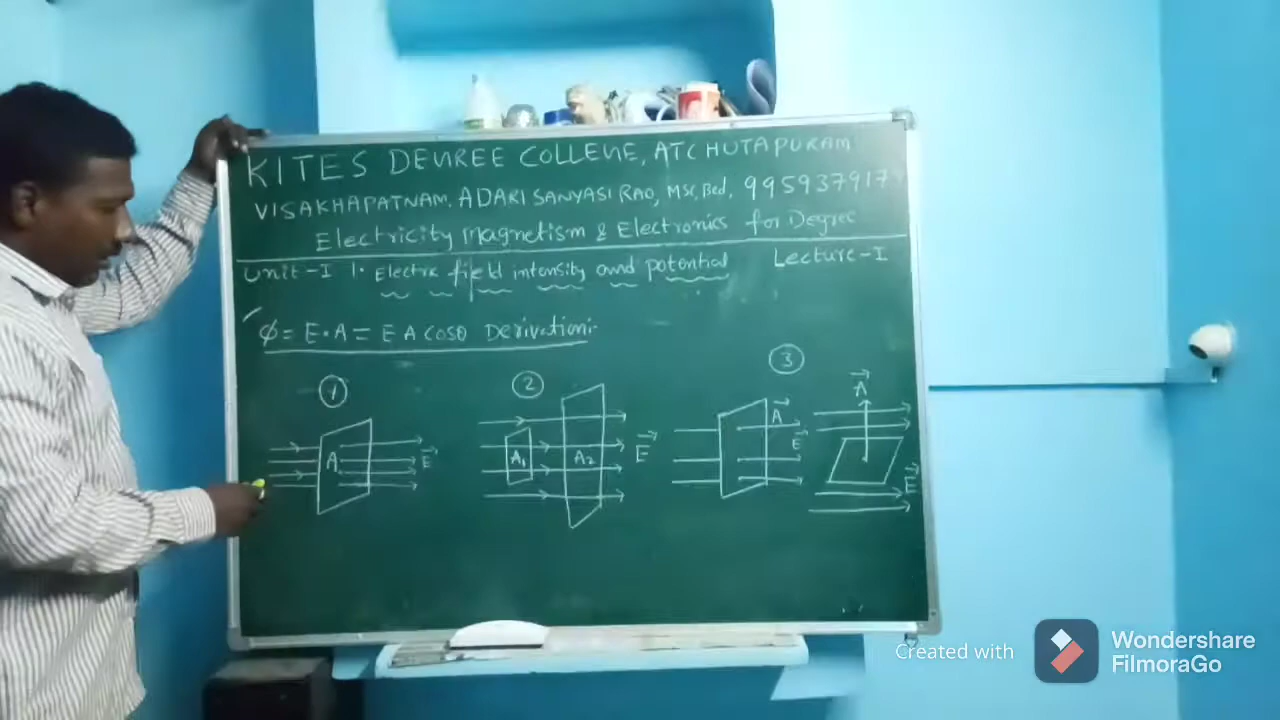 KITES DEGREE COLLEGE, ATCHUTAPURAM
VISAKHAPATNAM. ADARI SANYASI RAO, MSc, Bed, 995937917
Electricity Magnetism & Electronics for Degree
Unit-I 1. Electric field intensity and potential Lecture-I
φ = E•A = E A cosθ Derivation:-
① ② ③
A E⃗
A₁ A₂ E⃗
A⃗ E⃗
A⃗ E⃗
Created with Wondershare FilmoraGo